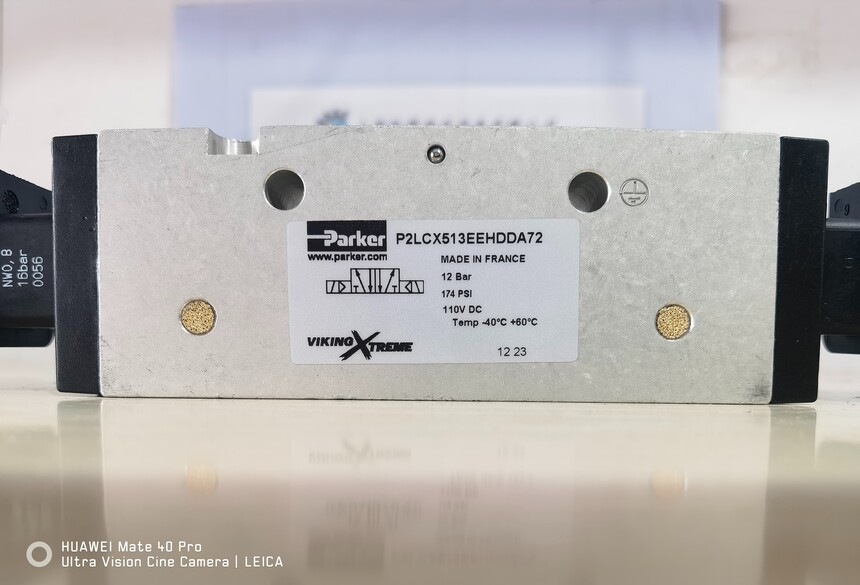 NW0,8
16bar
0056
Parker
www.parker.com
P2LCX513EEHDDA72
MADE IN FRANCE
12 Bar
174 PSI
110V DC
Temp -40°C +60°C
VIKING XTREME
12 23
HUAWEI Mate 40 Pro
Ultra Vision Cine Camera | LEICA